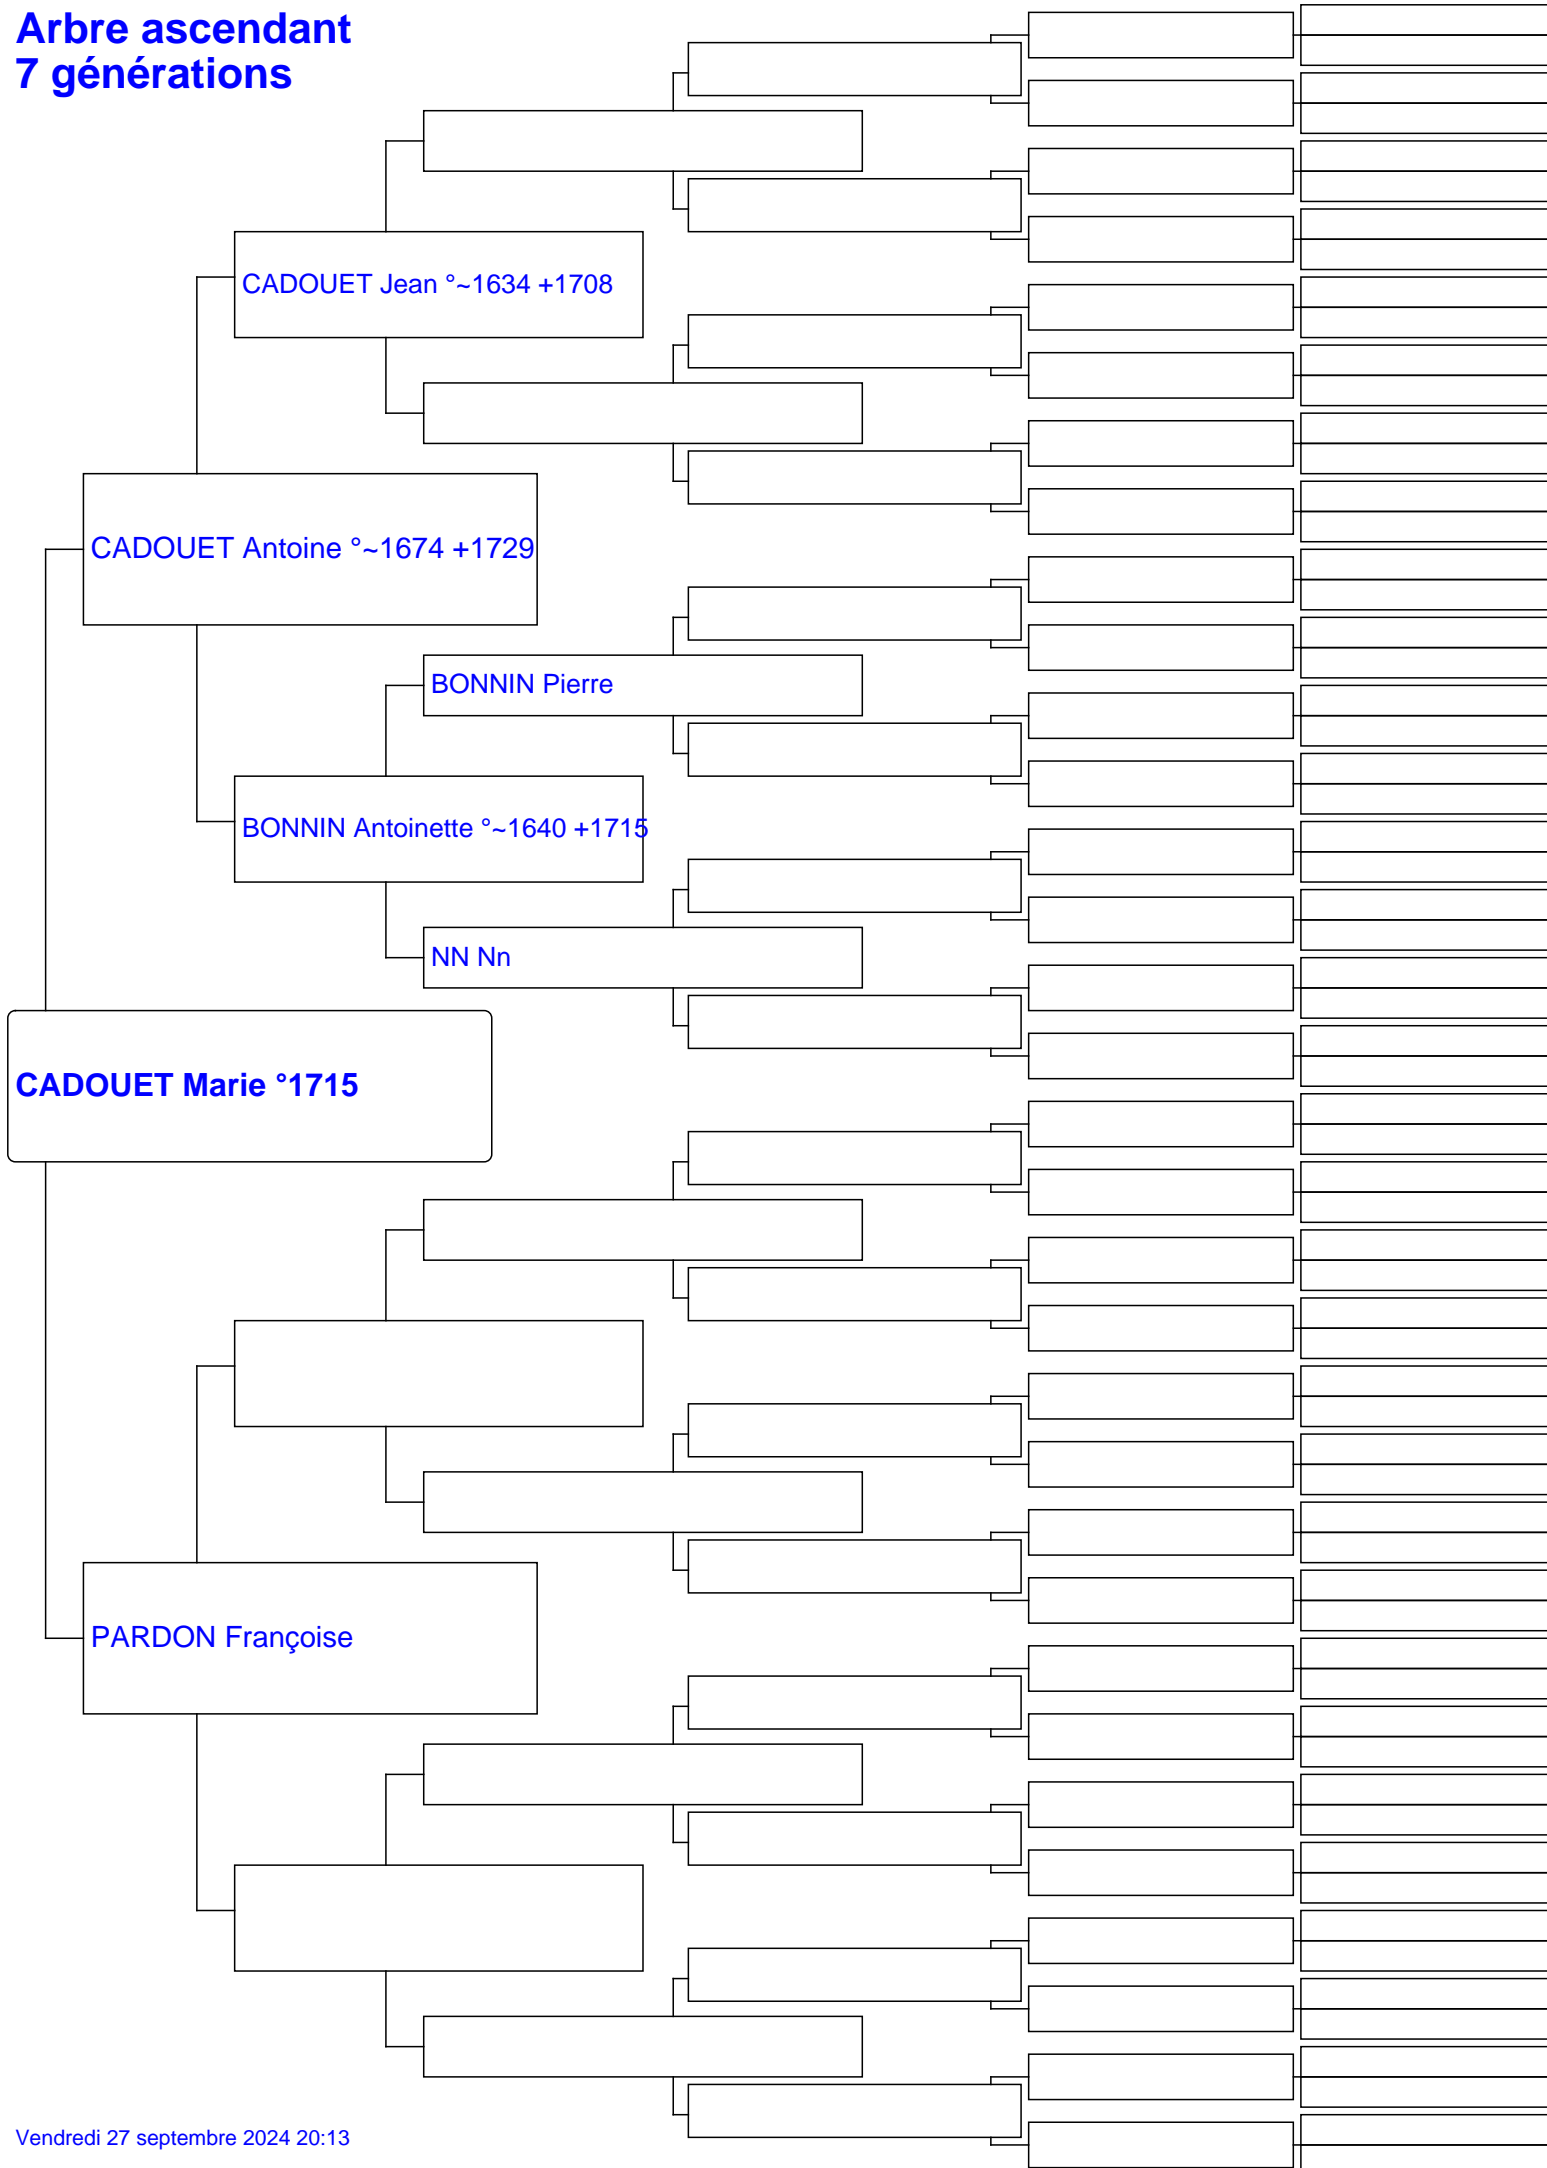 Arbre ascendant
7 générations
CADOUET Jean °~1634 +1708
CADOUET Antoine °~1674 +1729
BONNIN Pierre
BONNIN Antoinette °~1640 +1715
NN Nn
CADOUET Marie °1715
PARDON Françoise
Vendredi 27 septembre 2024 20:13